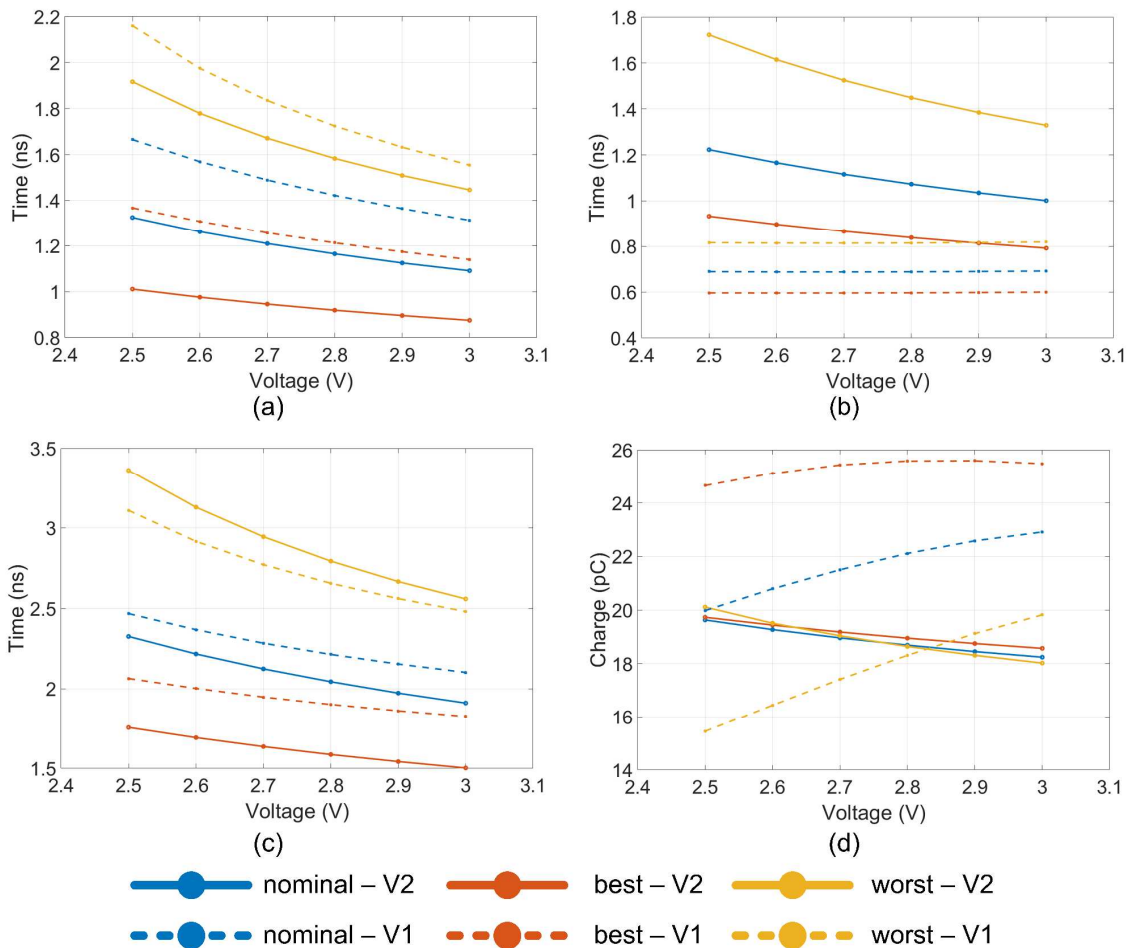 2.2
2
1.8
1.6
1.4
1.2
1
0.8
Time (ns)
2.4 2.5 2.6 2.7 2.8 2.9 3 3.1
Voltage (V)
(a)
1.8
1.6
1.4
1.2
1
0.8
0.6
0.4
Time (ns)
2.4 2.5 2.6 2.7 2.8 2.9 3 3.1
Voltage (V)
(b)
3.5
3
2.5
2
1.5
Time (ns)
2.4 2.5 2.6 2.7 2.8 2.9 3 3.1
Voltage (V)
(c)
26
24
22
20
18
16
14
Charge (pC)
2.4 2.5 2.6 2.7 2.8 2.9 3 3.1
Voltage (V)
(d)
nominal – V2 best – V2 worst – V2
nominal – V1 best – V1 worst – V1